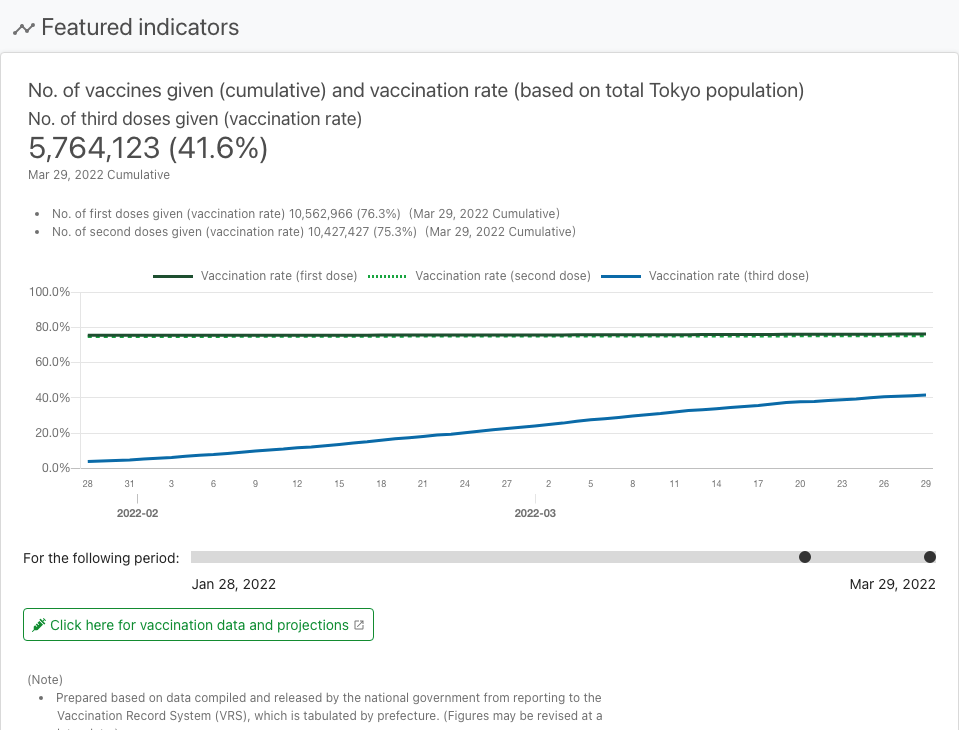 Featured indicators
No. of vaccines given (cumulative) and vaccination rate (based on total Tokyo population)
No. of third doses given (vaccination rate)
5,764,123 (41.6%)
Mar 29, 2022 Cumulative
• No. of first doses given (vaccination rate) 10,562,966 (76.3%) (Mar 29, 2022 Cumulative)
• No. of second doses given (vaccination rate) 10,427,427 (75.3%) (Mar 29, 2022 Cumulative)
Vaccination rate (first dose) Vaccination rate (second dose) Vaccination rate (third dose)
100.0%
80.0%
60.0%
40.0%
20.0%
0.0%
28 31 3 6 9 12 15 18 21 24 27 2 5 8 11 14 17 20 23 26 29
2022-02 2022-03
For the following period:
Jan 28, 2022 Mar 29, 2022
Click here for vaccination data and projections
(Note)
• Prepared based on data compiled and released by the national government from reporting to the
Vaccination Record System (VRS), which is tabulated by prefecture. (Figures may be revised at a